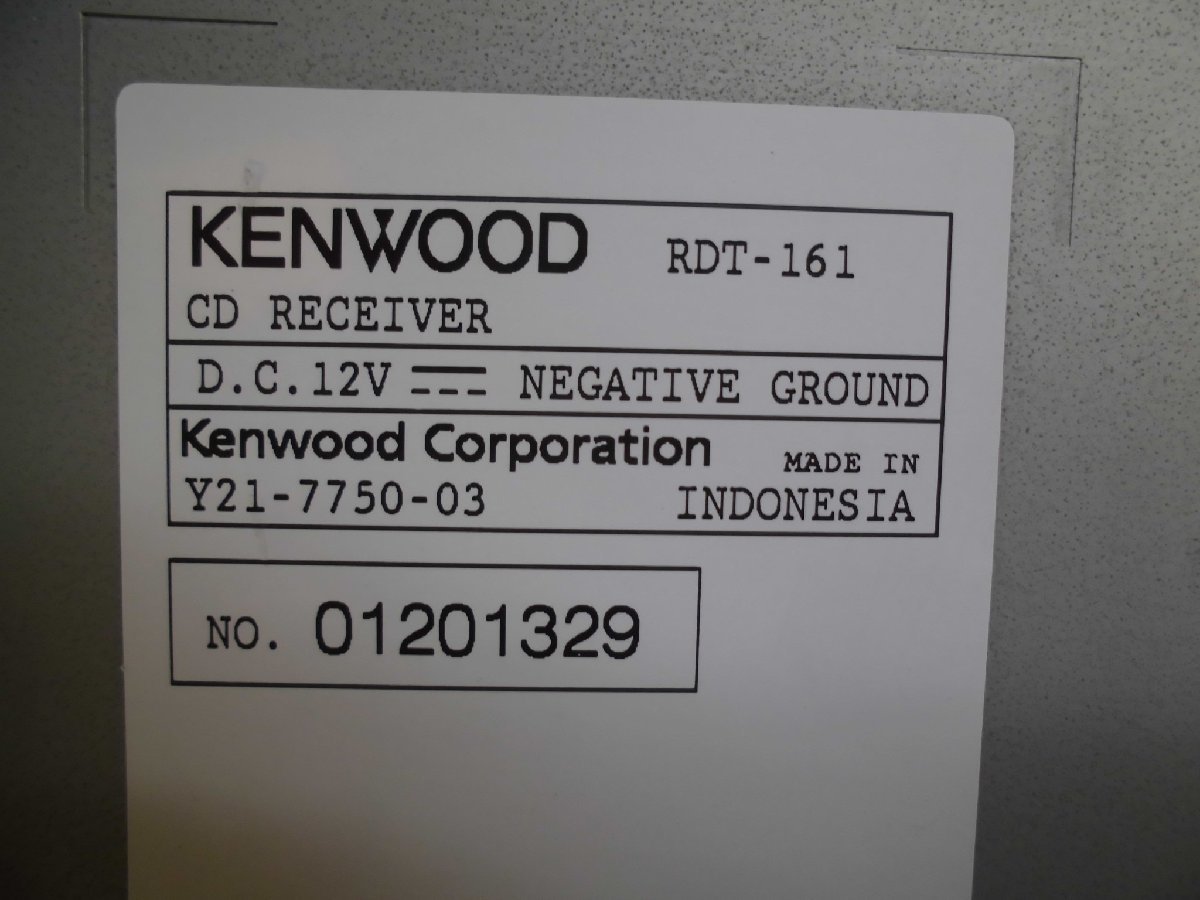 KENWOOD RDT-161
CD RECEIVER
D.C.12V NEGATIVE GROUND
Kenwood Corporation MADE IN
Y21-7750-03 INDONESIA
NO. 01201329